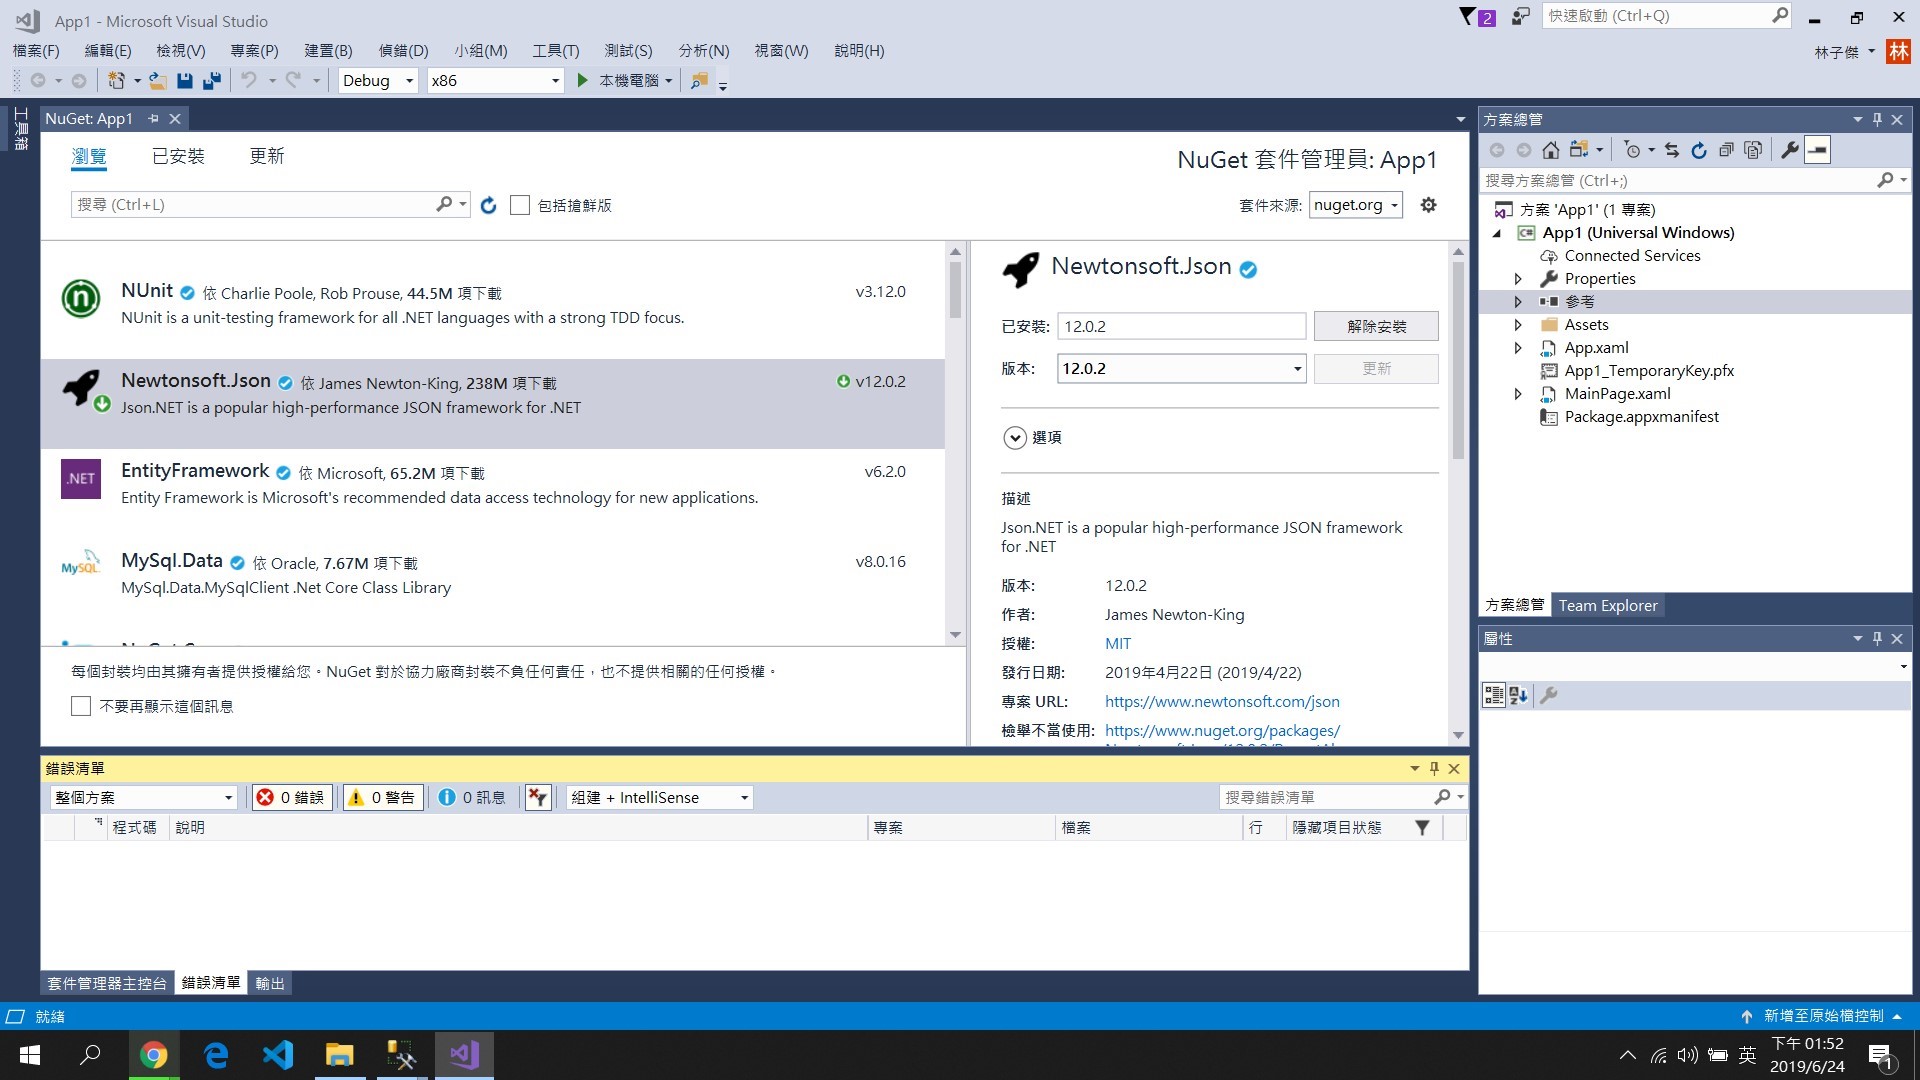 App1 - Microsoft Visual Studio
2
快速啟動 (Ctrl+Q)
檔案(F) 編輯(E) 檢視(V) 專案(P) 建置(B) 偵錯(D) 小組(M) 工具(T) 測試(S) 分析(N) 視窗(W) 說明(H)
林子傑 林
Debug x86 本機電腦
工具箱
NuGet: App1
瀏覽 已安裝 更新
NuGet 套件管理員: App1
搜尋 (Ctrl+L)
包括搶鮮版
套件來源: nuget.org
NUnit 依 Charlie Poole, Rob Prouse, 44.5M 項下載 v3.12.0
NUnit is a unit-testing framework for all .NET languages with a strong TDD focus.
Newtonsoft.Json 依 James Newton-King, 238M 項下載 v12.0.2
Json.NET is a popular high-performance JSON framework for .NET
.NET
EntityFramework 依 Microsoft, 65.2M 項下載 v6.2.0
Entity Framework is Microsoft's recommended data access technology for new applications.
MySQL
MySql.Data 依 Oracle, 7.67M 項下載 v8.0.16
MySql.Data.MySqlClient .Net Core Class Library
每個封裝均由其擁有者提供授權給您。NuGet 對於協力廠商封裝不負任何責任，也不提供相關的任何授權。
不要再顯示這個訊息
Newtonsoft.Json
已安裝: 12.0.2 解除安裝
版本: 12.0.2 更新
選項
描述
Json.NET is a popular high-performance JSON framework
for .NET
版本: 12.0.2
作者: James Newton-King
授權: MIT
發行日期: 2019年4月22日 (2019/4/22)
專案 URL: https://www.newtonsoft.com/json
檢舉不當使用: https://www.nuget.org/packages/
方案總管
搜尋方案總管 (Ctrl+;)
方案 'App1' (1 專案)
App1 (Universal Windows)
Connected Services
Properties
參考
Assets
App.xaml
App1_TemporaryKey.pfx
MainPage.xaml
Package.appxmanifest
方案總管 Team Explorer
屬性
錯誤清單
整個方案 0 錯誤 0 警告 0 訊息 組建 + IntelliSense
搜尋錯誤清單
程式碼 說明 專案 檔案 行 隱藏項目狀態
套件管理器主控台 錯誤清單 輸出
就緒
新增至原始檔控制
英
下午 01:52
2019/6/24
1